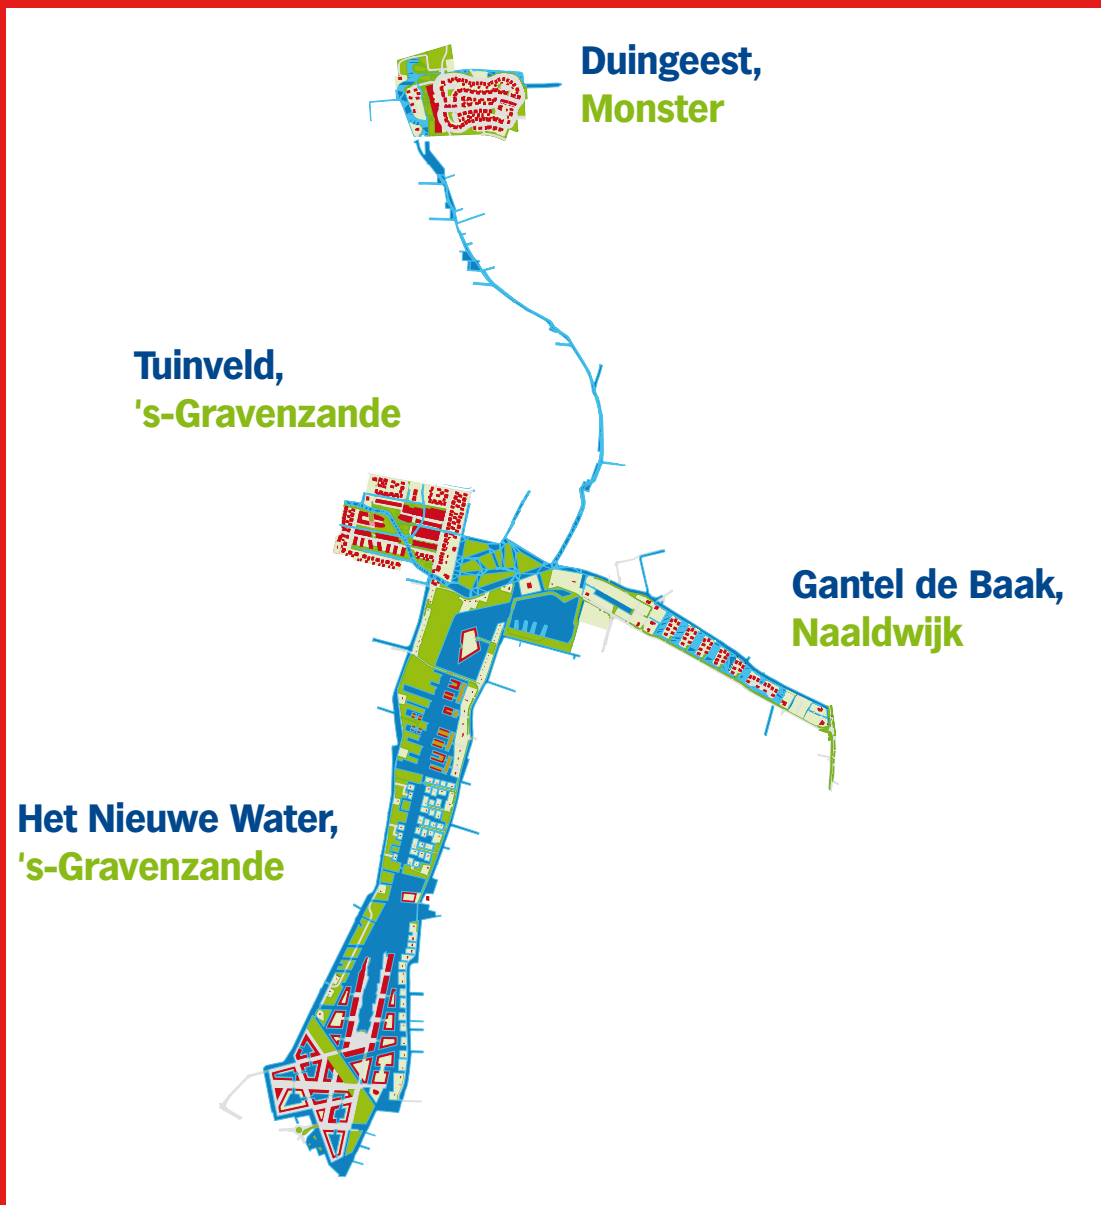 Duingeest,
Monster
Tuinveld,
's-Gravenzande
Gantel de Baak,
Naaldwijk
Het Nieuwe Water,
's-Gravenzande